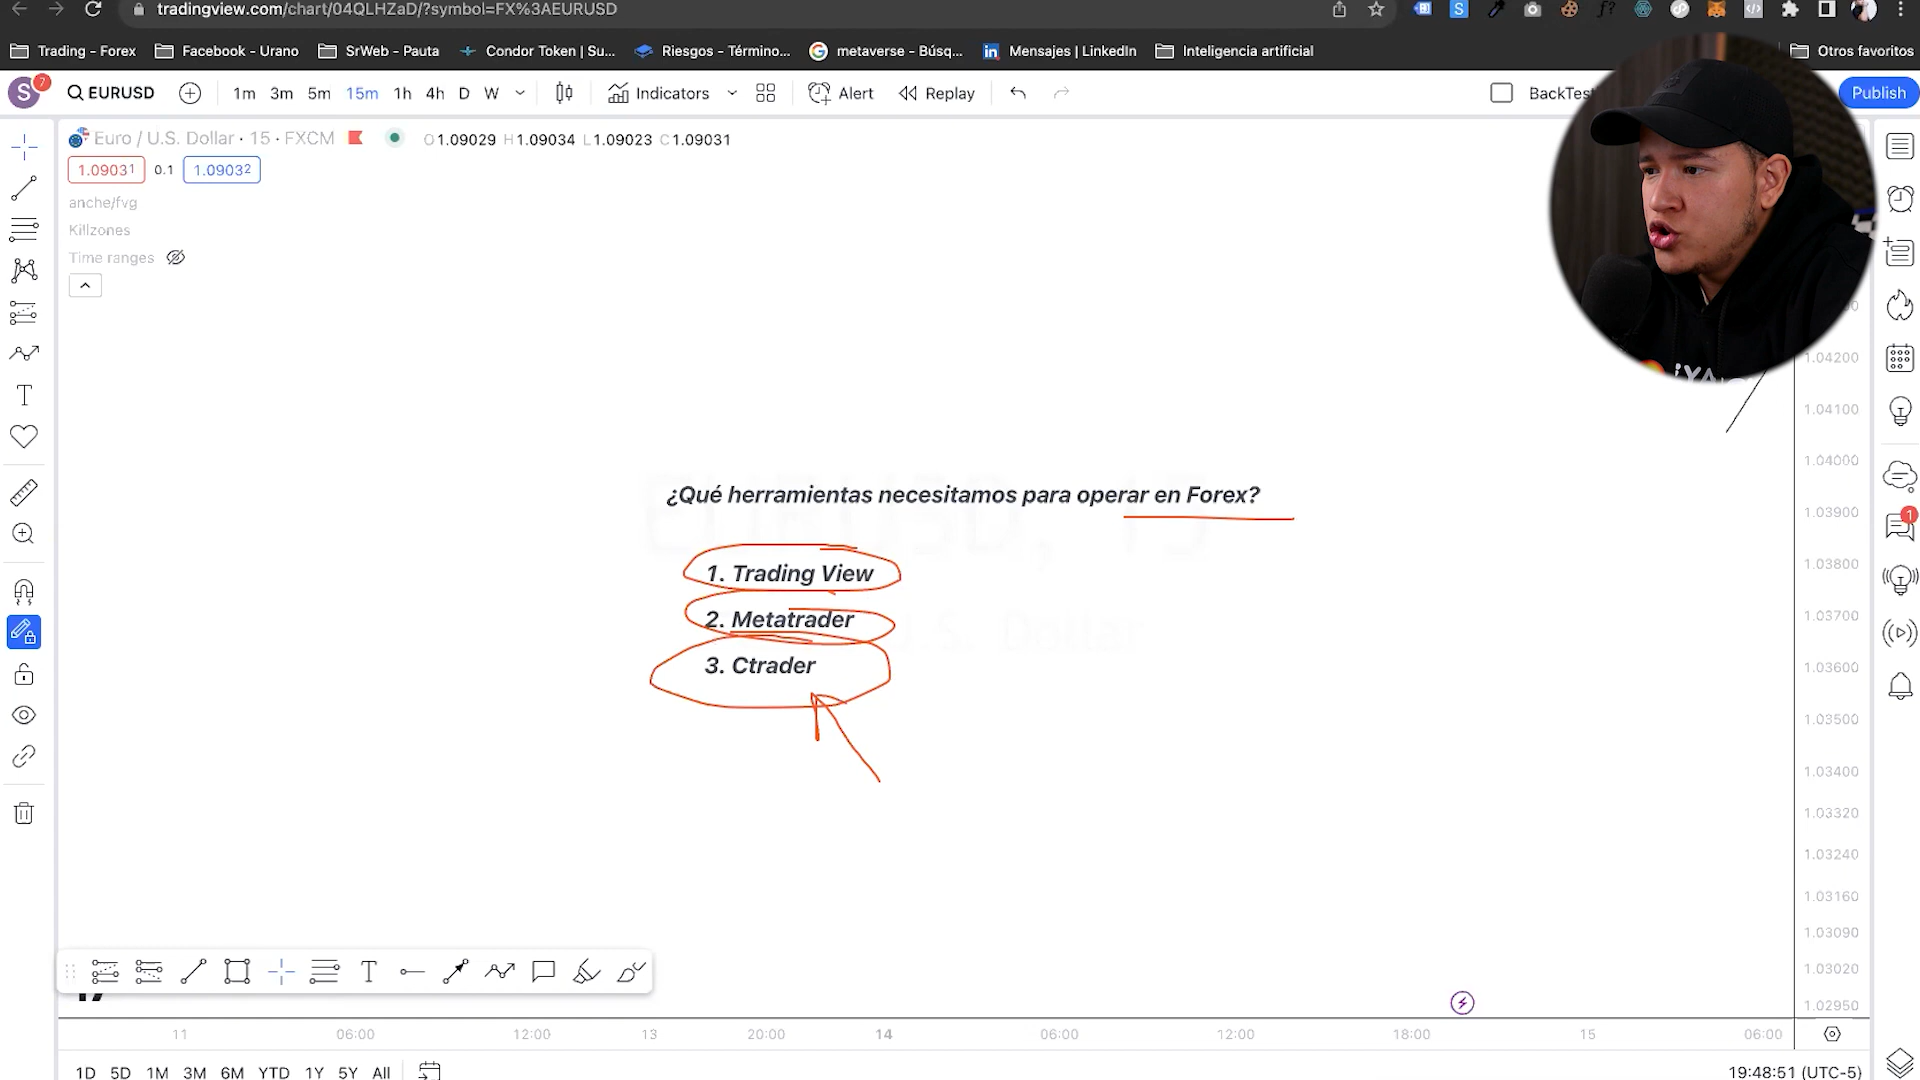 tradingview.com/chart/04QLHZaD/?symbol=FX%3AEURUSD
Trading - Forex
Facebook - Urano
SrWeb - Pauta
Condor Token | Su...
Riesgos - Término...
metaverse - Búsq...
Mensajes | LinkedIn
Inteligencia artificial
Otros favoritos
S 7
EURUSD
1m 3m 5m 15m 1h 4h D W
Indicators
Alert
Replay
Publish
Euro / U.S. Dollar · 15 · FXCM
O1.09029 H1.09034 L1.09023 C1.09031
1.09031 0.1 1.09032
anche/fvg
Killzones
Time ranges
¿Qué herramientas necesitamos para operar en Forex?
1. Trading View
2. Metatrader
3. Ctrader
EURUSD, 15
U.S. Dollar
1.04200
1.04100
1.04000
1.03900
1.03800
1.03700
1.03600
1.03500
1.03400
1.03320
1.03240
1.03160
1.03090
1.03020
1.02950
1
11 06:00 12:00 13 20:00 14 06:00 12:00 18:00 15 06:00
1D 5D 1M 3M 6M YTD 1Y 5Y All
19:48:51 (UTC-5)